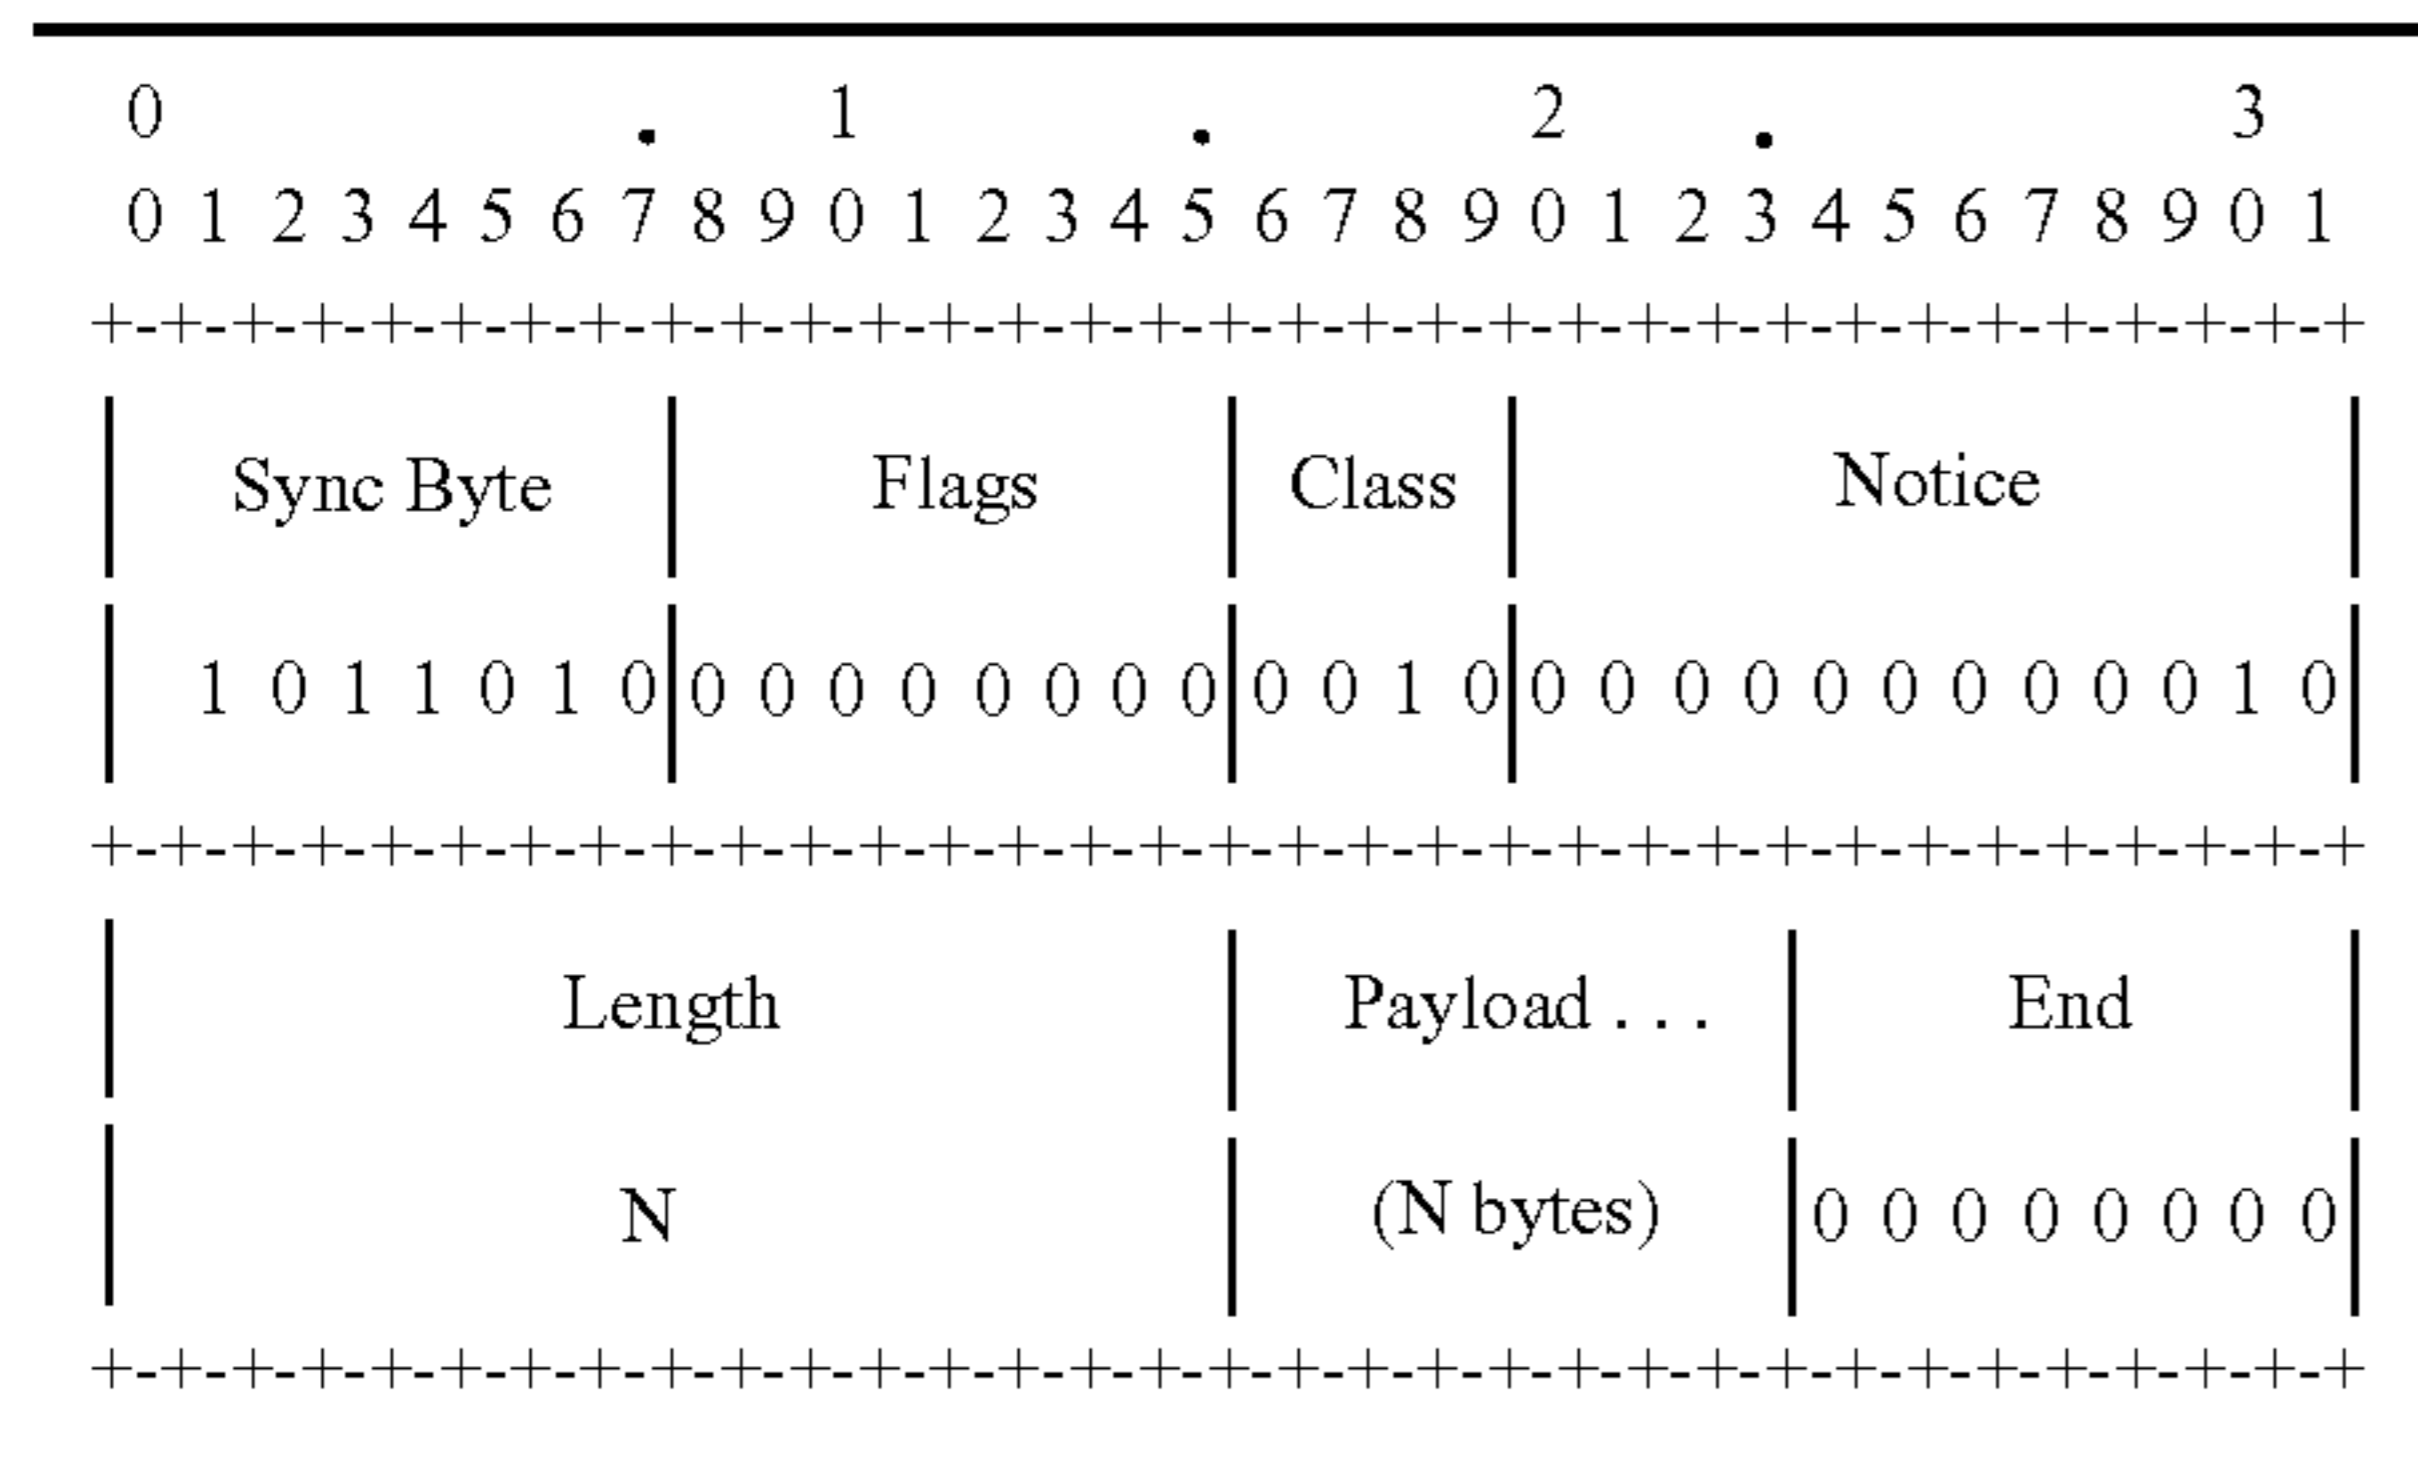 0 . 1 . 2 . 3
0 1 2 3 4 5 6 7 8 9 0 1 2 3 4 5 6 7 8 9 0 1 2 3 4 5 6 7 8 9 0 1
+-+-+-+-+-+-+-+-+-+-+-+-+-+-+-+-+-+-+-+-+-+-+-+-+-+-+-+-+-+-+-+-+
| Sync Byte | Flags | Class | Notice |
| 1 0 1 1 0 1 0|0 0 0 0 0 0 0 0|0 0 1 0|0 0 0 0 0 0 0 0 0 0 1 0|
+-+-+-+-+-+-+-+-+-+-+-+-+-+-+-+-+-+-+-+-+-+-+-+-+-+-+-+-+-+-+-+-+
| Length | Payload . . . | End |
| N | (N bytes) |0 0 0 0 0 0 0 0|
+-+-+-+-+-+-+-+-+-+-+-+-+-+-+-+-+-+-+-+-+-+-+-+-+-+-+-+-+-+-+-+-+